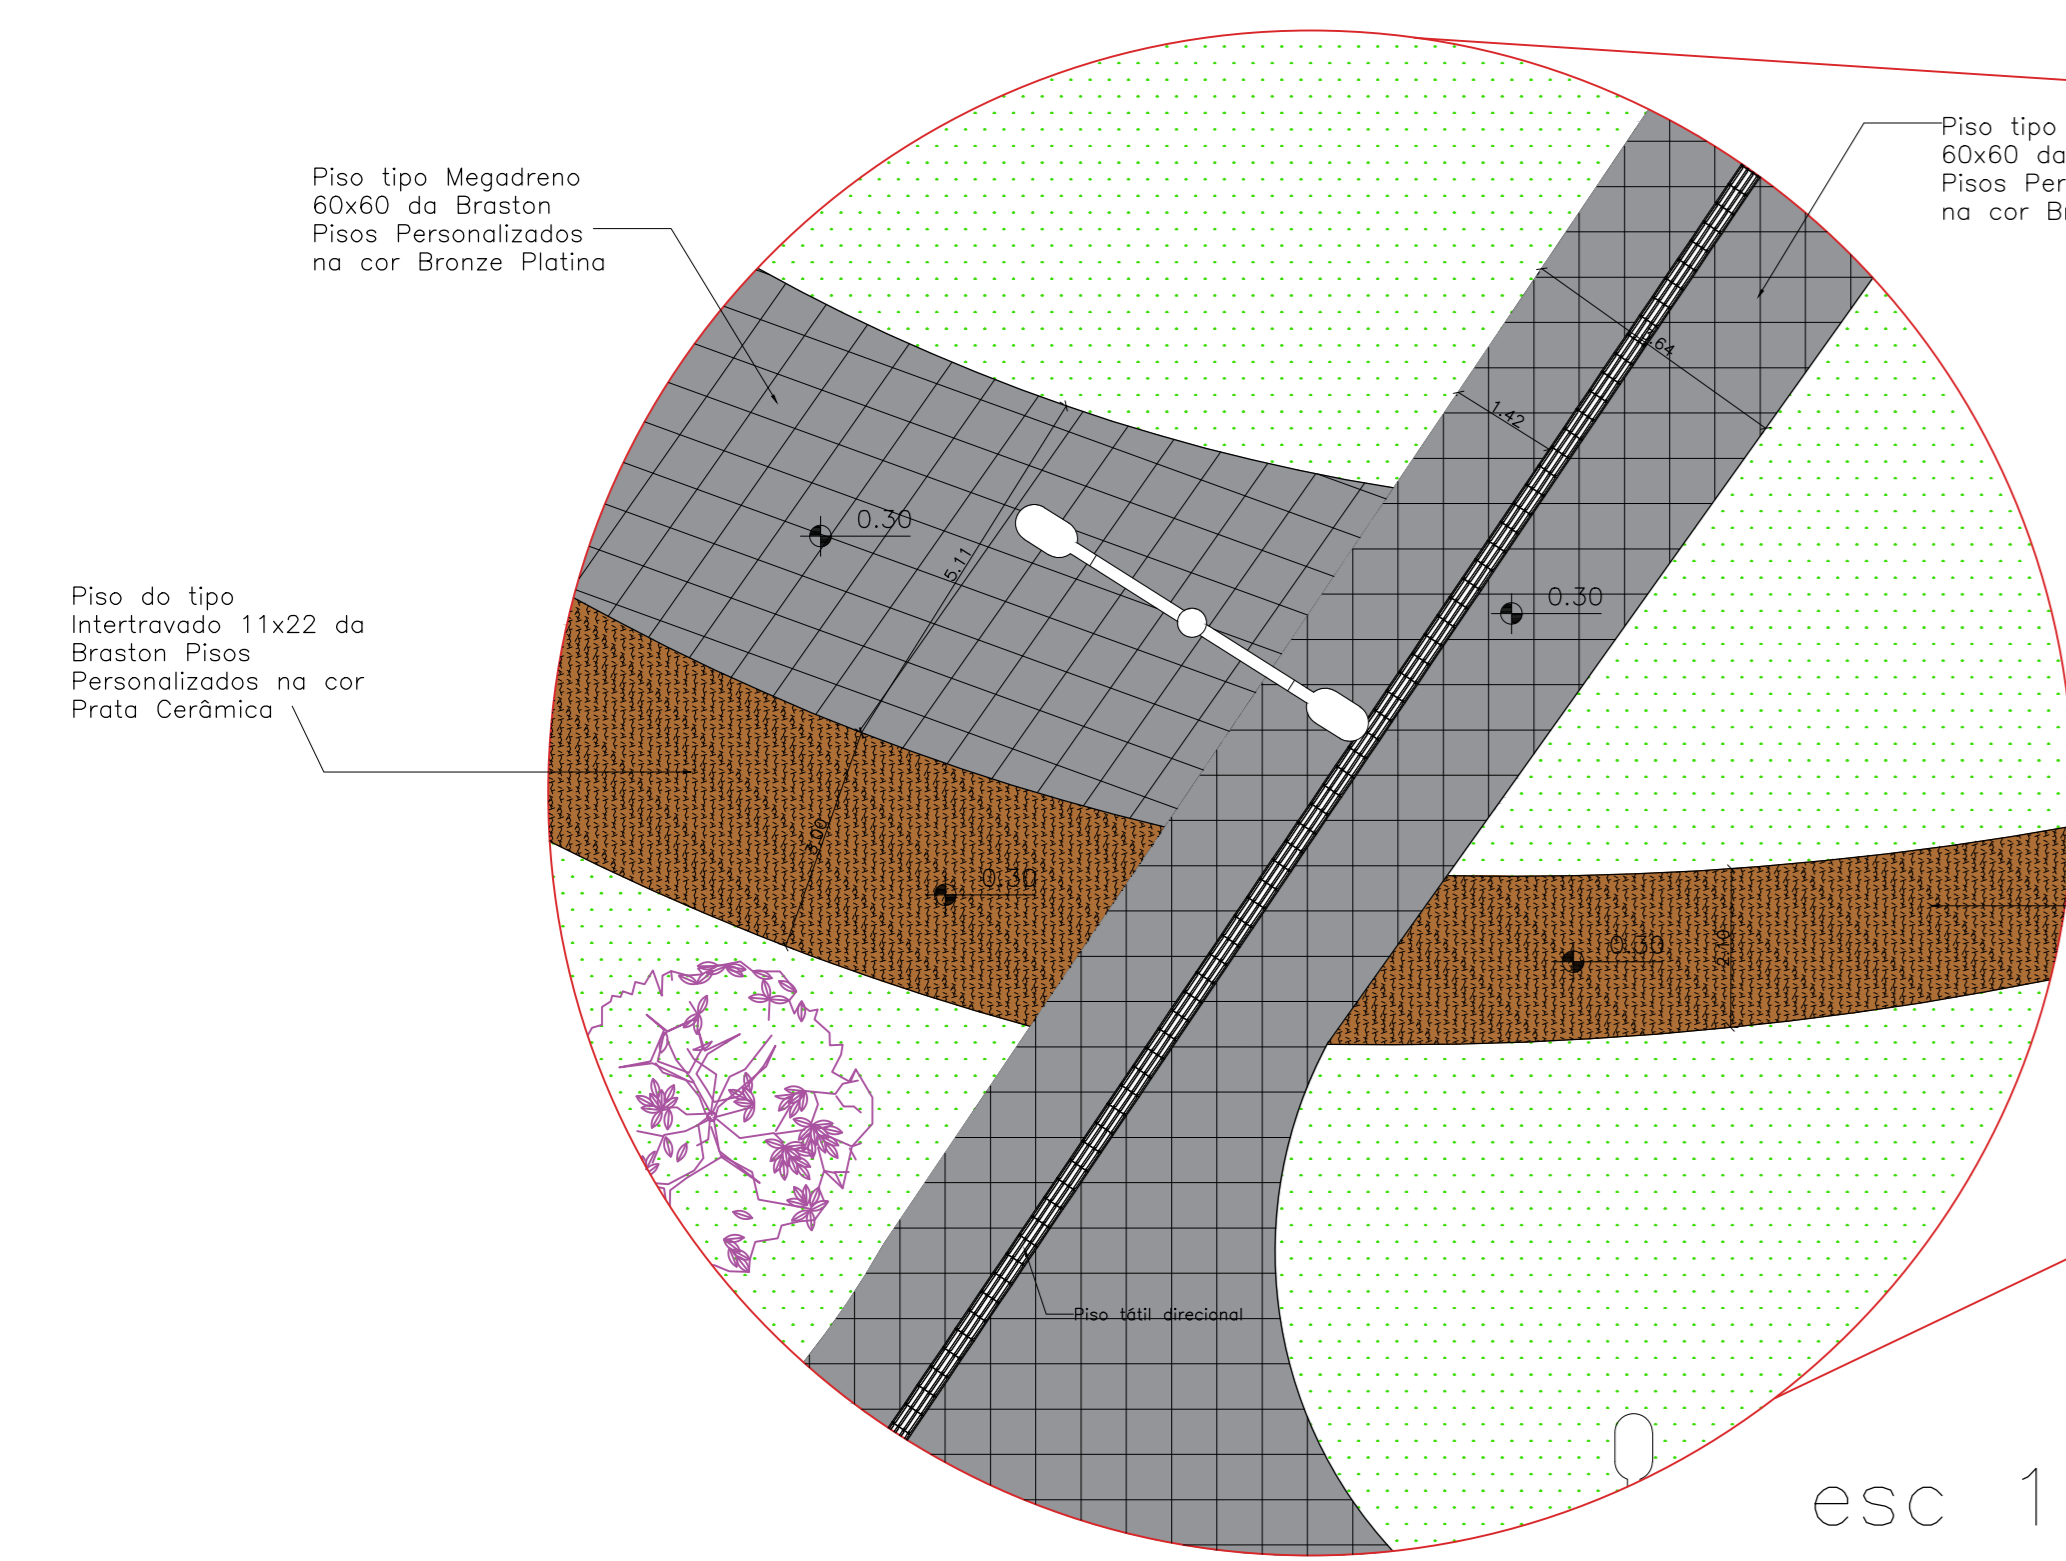 Piso tipo Megadreno
60x60 da Braston
Pisos Personalizados
na cor Bronze Platina
Piso tipo
60x60 da
Pisos Per
na cor Br
.64
1.42
0.30
5.11
0.30
Piso do tipo
Intertravado 11x22 da
Braston Pisos
Personalizados na cor
Prata Cerâmica
3.00
0.30
0.30
2.10
Piso tátil direcional
esc 1